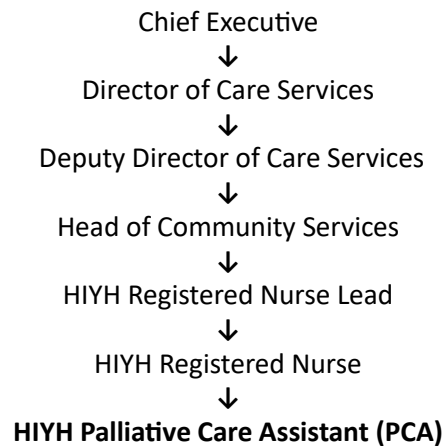 Chief Executive
↓
Director of Care Services
↓
Deputy Director of Care Services
↓
Head of Community Services
↓
HIYH Registered Nurse Lead
↓
HIYH Registered Nurse
↓
HIYH Palliative Care Assistant (PCA)